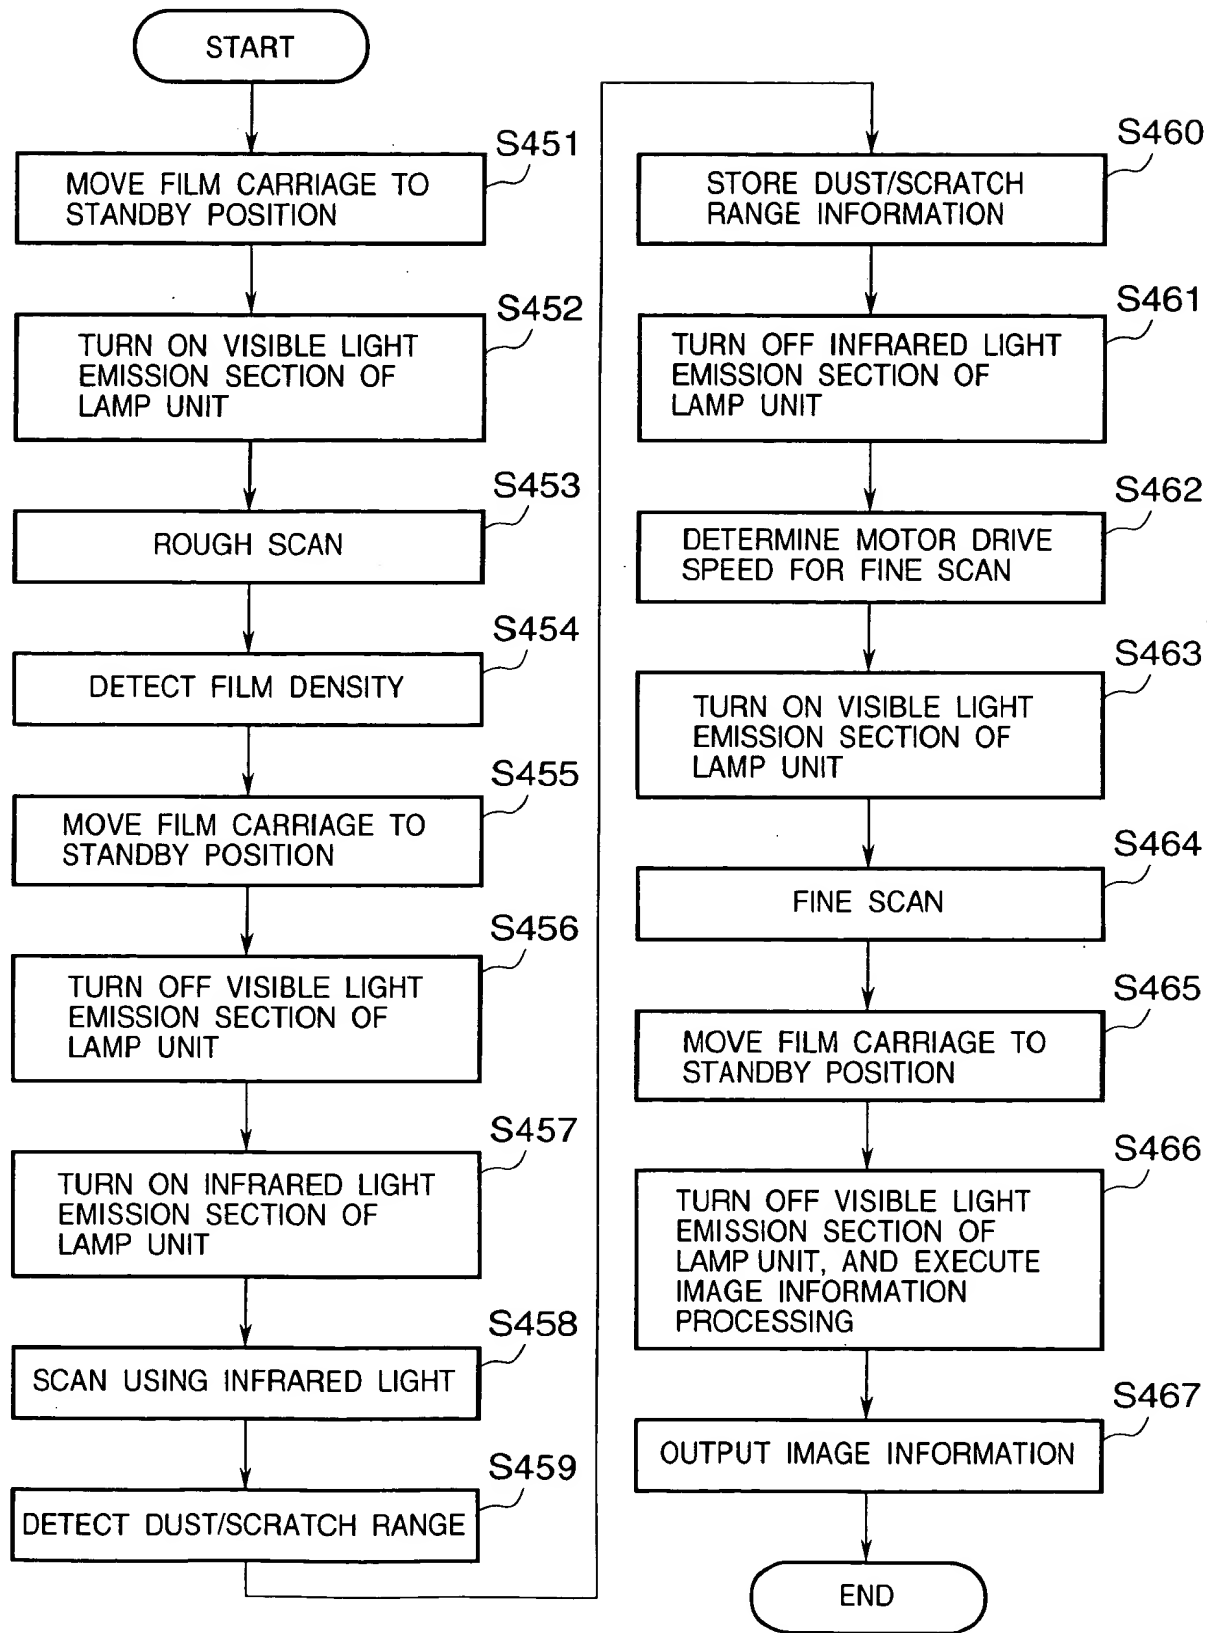 START
S451
MOVE FILM CARRIAGE TO
STANDBY POSITION
S452
TURN ON VISIBLE LIGHT
EMISSION SECTION OF
LAMP UNIT
S453
ROUGH SCAN
S454
DETECT FILM DENSITY
S455
MOVE FILM CARRIAGE TO
STANDBY POSITION
S456
TURN OFF VISIBLE LIGHT
EMISSION SECTION OF
LAMP UNIT
S457
TURN ON INFRARED LIGHT
EMISSION SECTION OF
LAMP UNIT
S458
SCAN USING INFRARED LIGHT
S459
DETECT DUST/SCRATCH RANGE
S460
STORE DUST/SCRATCH
RANGE INFORMATION
S461
TURN OFF INFRARED LIGHT
EMISSION SECTION OF
LAMP UNIT
S462
DETERMINE MOTOR DRIVE
SPEED FOR FINE SCAN
S463
TURN ON VISIBLE LIGHT
EMISSION SECTION OF
LAMP UNIT
S464
FINE SCAN
S465
MOVE FILM CARRIAGE TO
STANDBY POSITION
S466
TURN OFF VISIBLE LIGHT
EMISSION SECTION OF
LAMP UNIT, AND EXECUTE
IMAGE INFORMATION
PROCESSING
S467
OUTPUT IMAGE INFORMATION
END